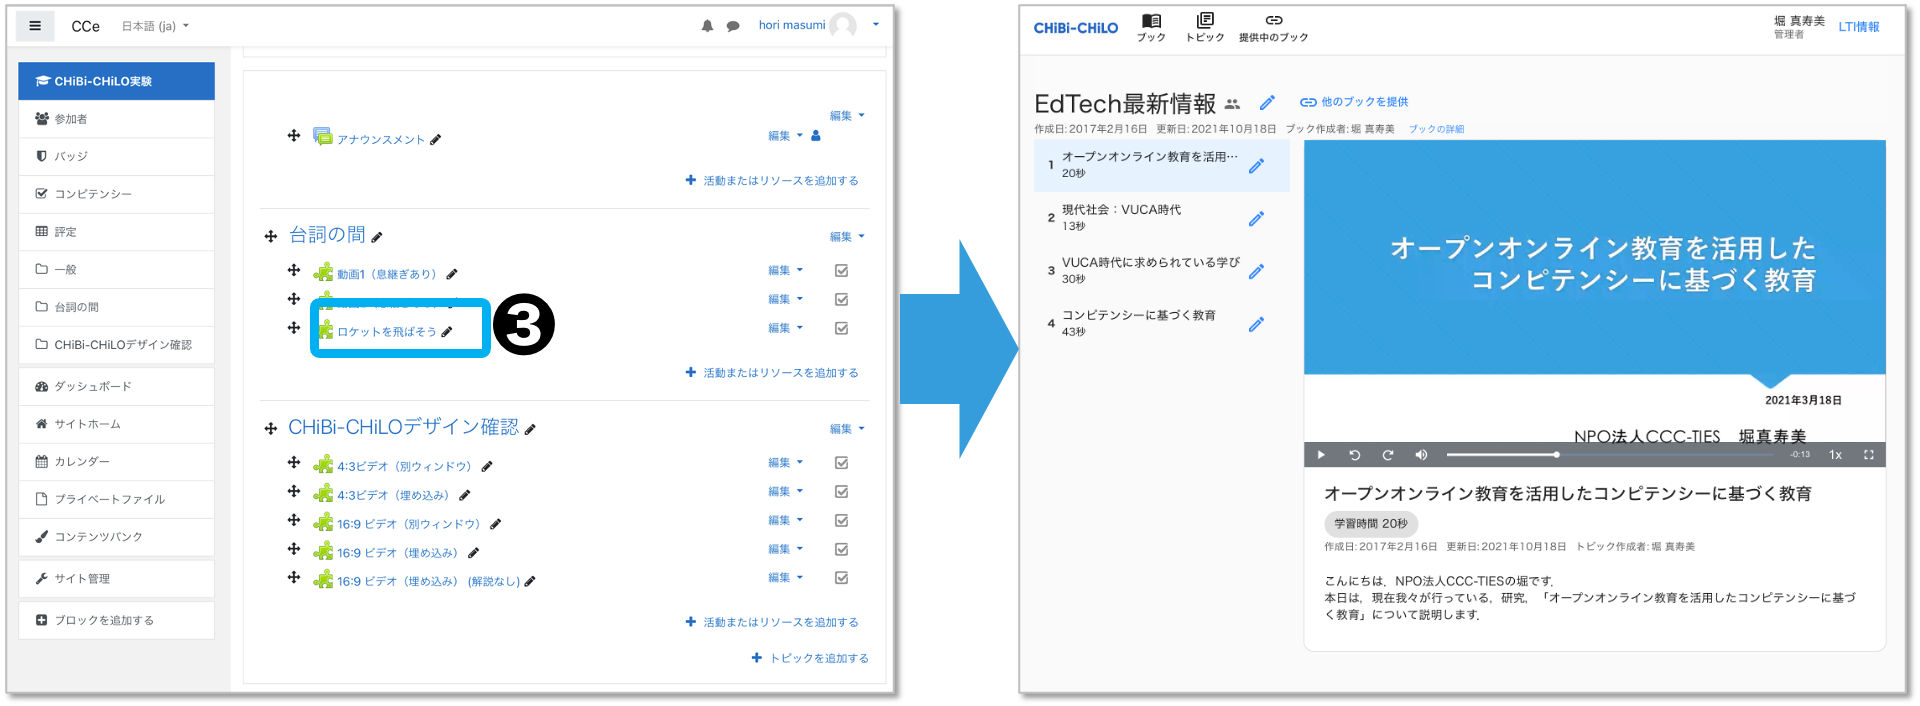 CCe
日本語 (ja)
hori masumi
CHiBi-CHiLO実験
参加者
バッジ
コンピテンシー
評定
一般
台詞の間
CHiBi-CHiLOデザイン確認
ダッシュボード
サイトホーム
カレンダー
プライベートファイル
コンテンツバンク
サイト管理
ブロックを追加する
編集
アナウンスメント
編集
活動またはリソースを追加する
台詞の間
編集
動画1（息継ぎあり）
編集
編集
ロケットを飛ばそう
編集
3
活動またはリソースを追加する
CHiBi-CHiLOデザイン確認
編集
4:3ビデオ（別ウィンドウ）
編集
4:3ビデオ（埋め込み）
編集
16:9 ビデオ（別ウィンドウ）
編集
16:9 ビデオ（埋め込み）
編集
16:9 ビデオ（埋め込み） (解説なし)
編集
活動またはリソースを追加する
トピックを追加する
CHiBi-CHiLO
ブック
トピック
提供中のブック
堀 真寿美
管理者
LTI情報
EdTech最新情報
他のブックを提供
作成日: 2017年2月16日 更新日: 2021年10月18日 ブック作成者: 堀 真寿美 ブックの詳細
1 オープンオンライン教育を活用…
20秒
2 現代社会：VUCA時代
13秒
3 VUCA時代に求められている学び
30秒
4 コンピテンシーに基づく教育
43秒
オープンオンライン教育を活用した
コンピテンシーに基づく教育
2021年3月18日
NPO法人CCC-TIES 堀真寿美
-0:13
1x
オープンオンライン教育を活用したコンピテンシーに基づく教育
学習時間 20秒
作成日: 2017年2月16日 更新日: 2021年10月18日 トピック作成者: 堀 真寿美
こんにちは，NPO法人CCC-TIESの堀です．
本日は，現在我々が行っている，研究，「オープンオンライン教育を活用したコンピテンシーに基づ
く教育」について説明します．